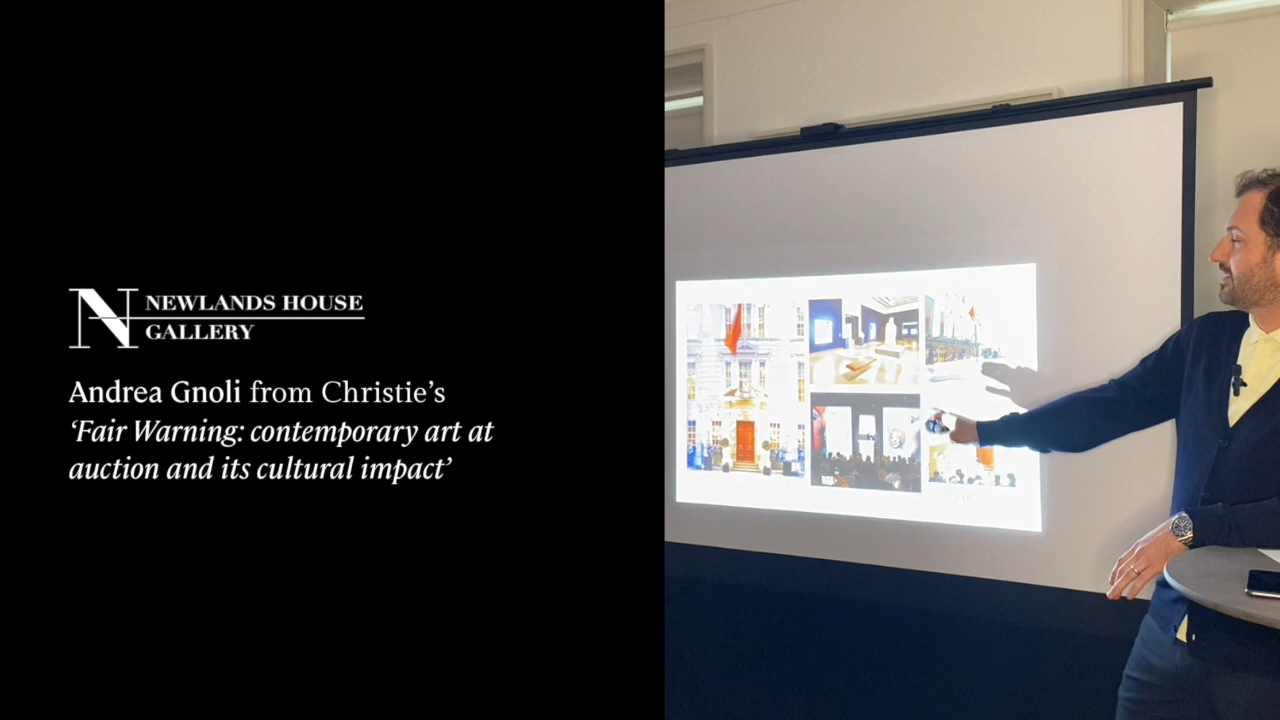 NEWLANDS HOUSE
GALLERY
Andrea Gnoli from Christie’s
‘Fair Warning: contemporary art at
auction and its cultural impact’